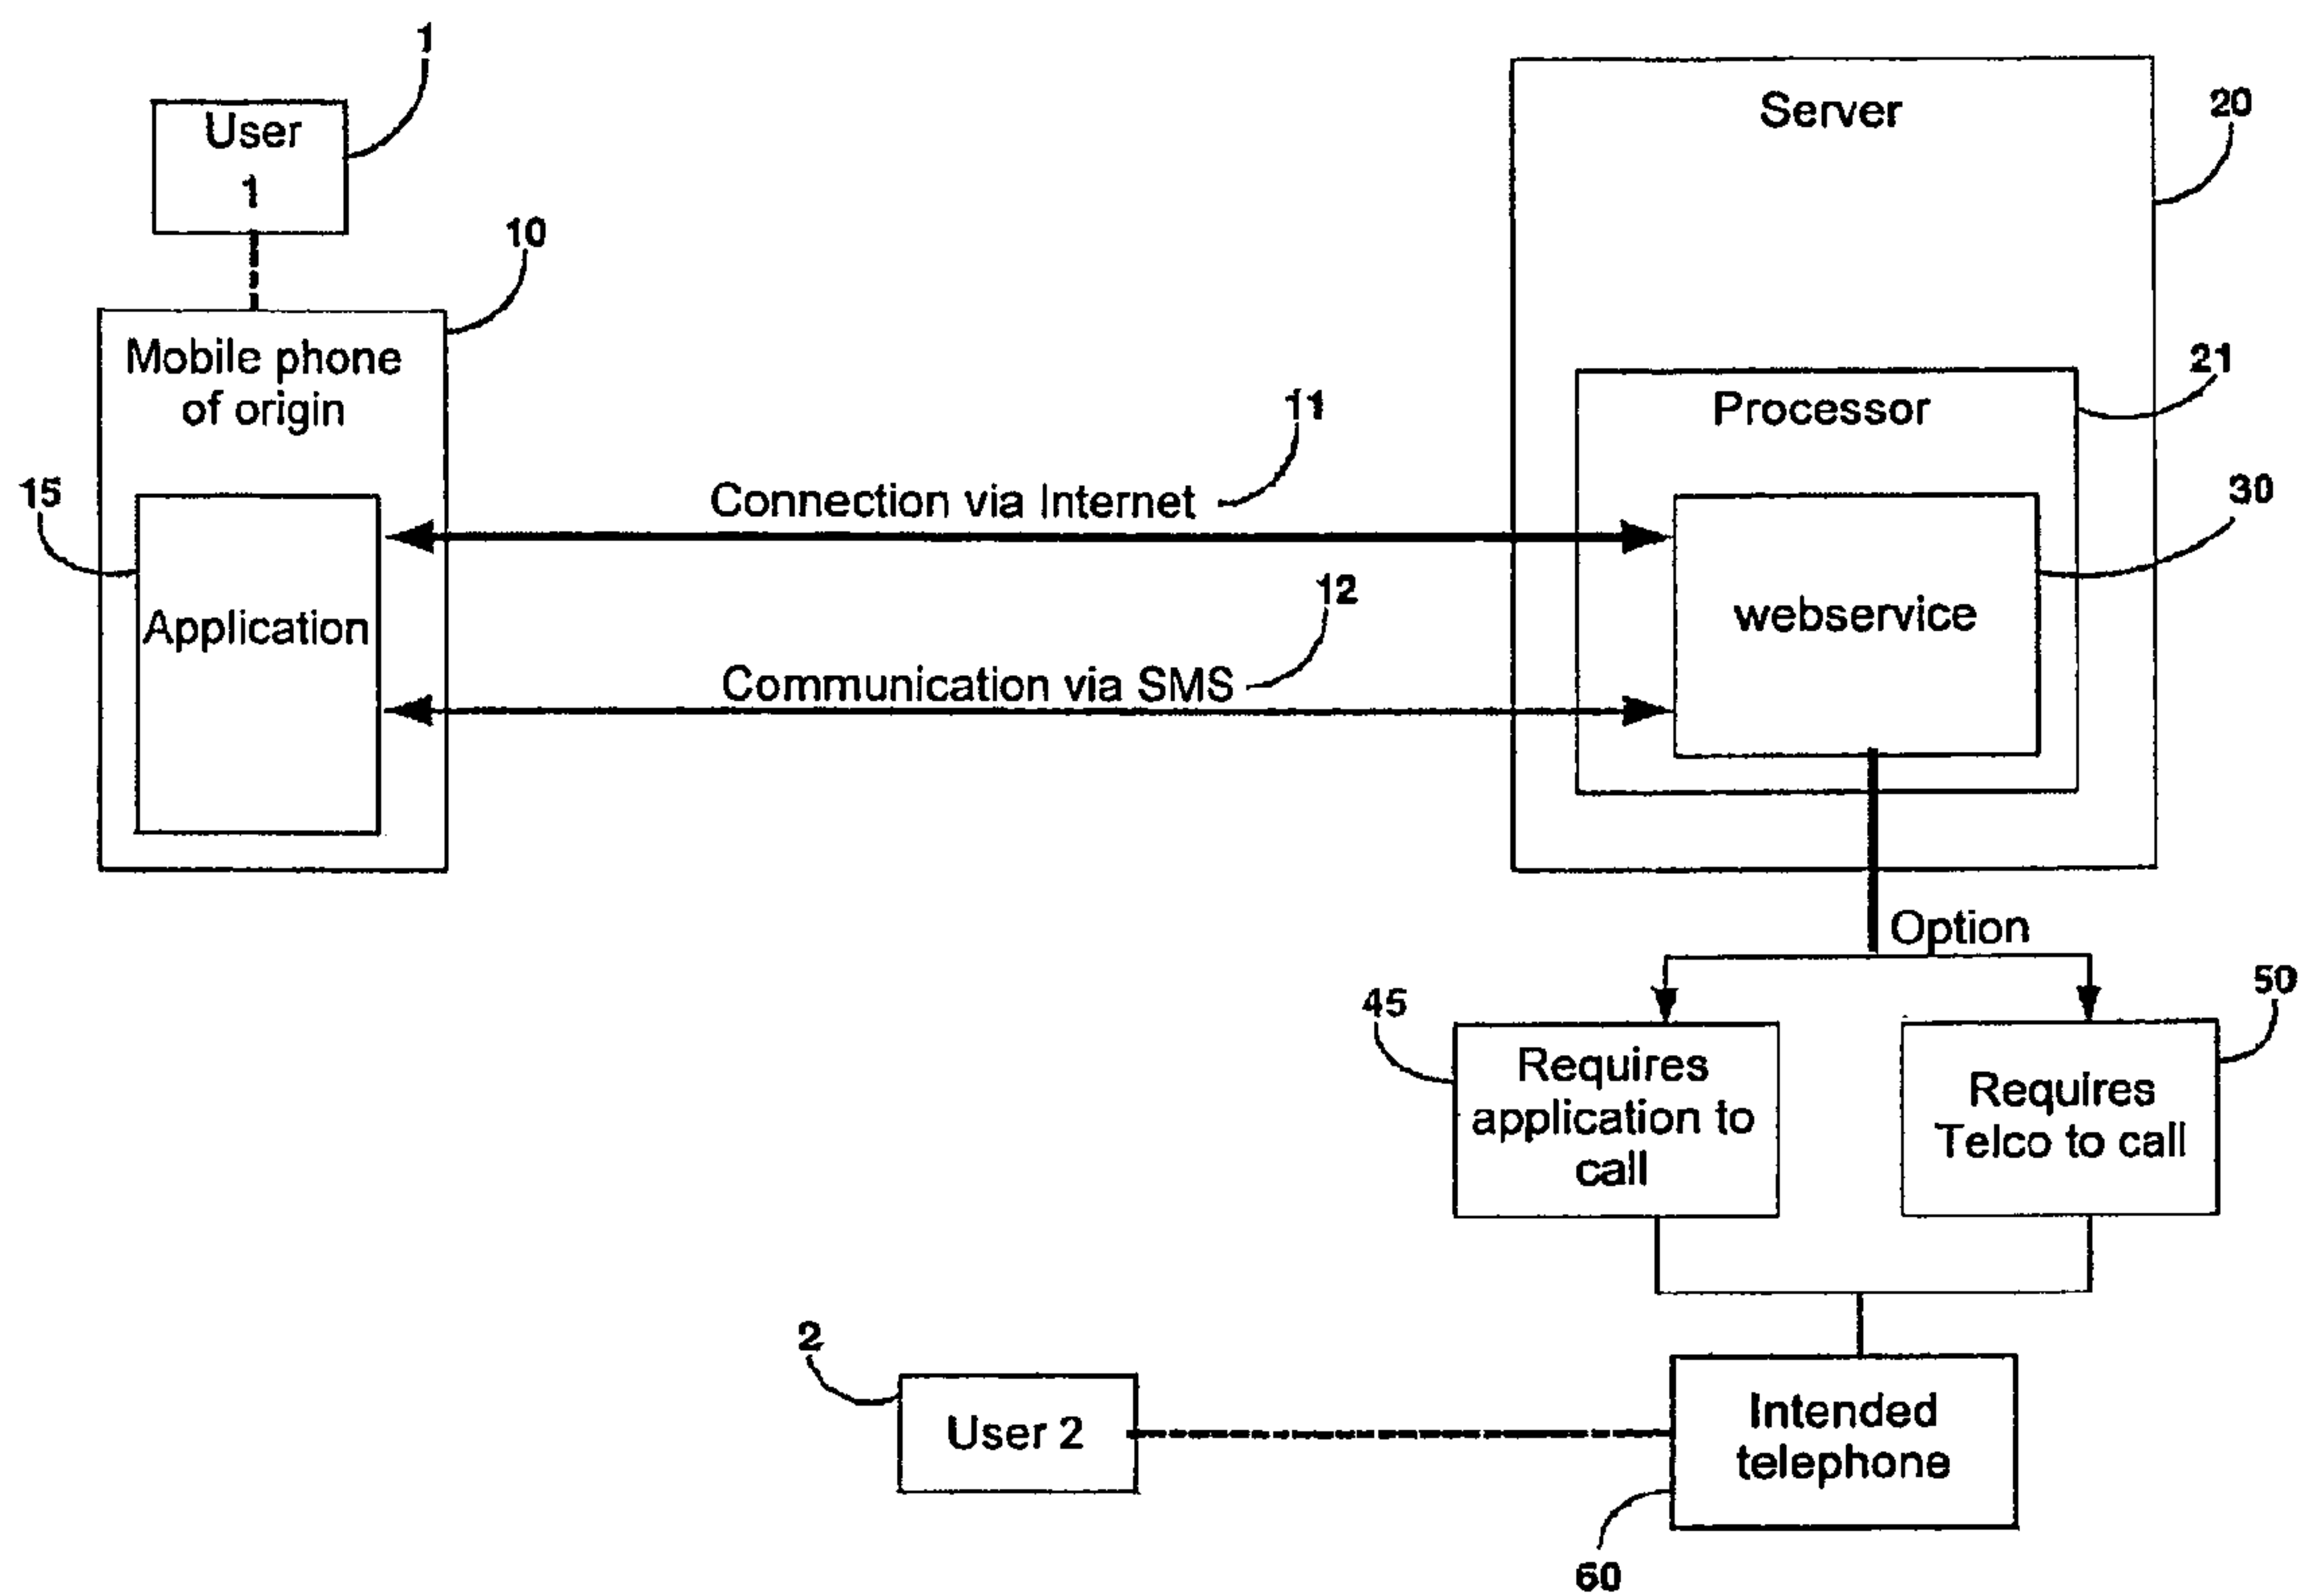 1
User
1
10
Mobile phone
of origin
15
Application
Connection via Internet
11
Communication via SMS
12
Server
20
Processor
21
webservice
30
Option
45
Requires
application to
call
50
Requires
Telco to call
2
User 2
Intended
telephone
60